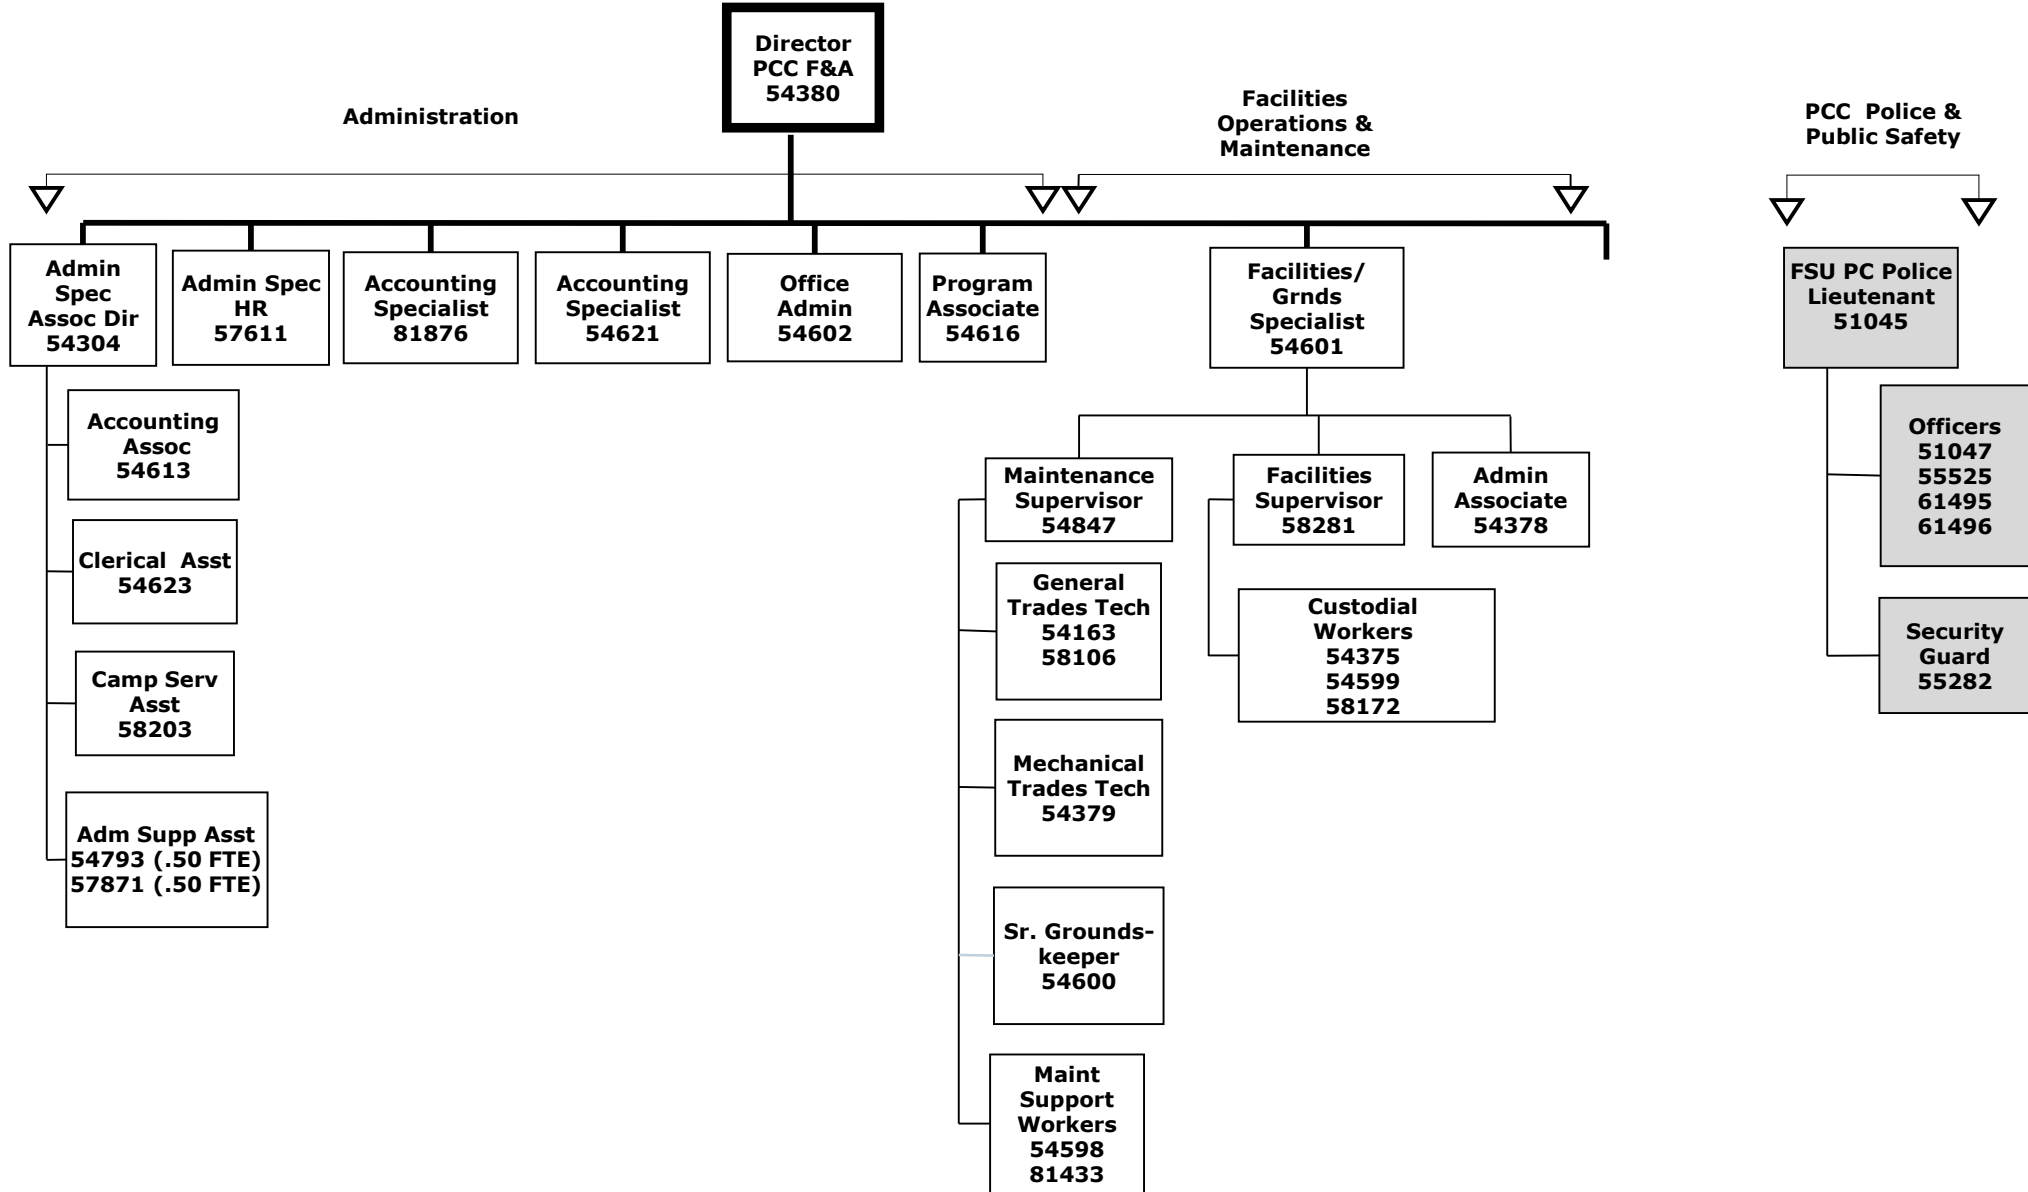 Director
PCC F&A
54380
Administration
Facilities
Operations &
Maintenance
PCC  Police &
Public Safety
Admin
Spec
Assoc Dir
54304
Admin Spec
HR
57611
Accounting
Specialist
81876
Accounting
Specialist
54621
Office
Admin
54602
Program
Associate
54616
Facilities/
Grnds
Specialist
54601
FSU PC Police
Lieutenant
51045
Accounting
Assoc
54613
Clerical  Asst
54623
Camp Serv
Asst
58203
Adm Supp Asst
54793 (.50 FTE)
57871 (.50 FTE)
Maintenance
Supervisor
54847
General
Trades Tech
54163
58106
Mechanical
Trades Tech
54379
Sr. Grounds-
keeper
54600
Maint
Support
Workers
54598
81433
Facilities
Supervisor
58281
Custodial
Workers
54375
54599
58172
Admin
Associate
54378
Officers
51047
55525
61495
61496
Security
Guard
55282